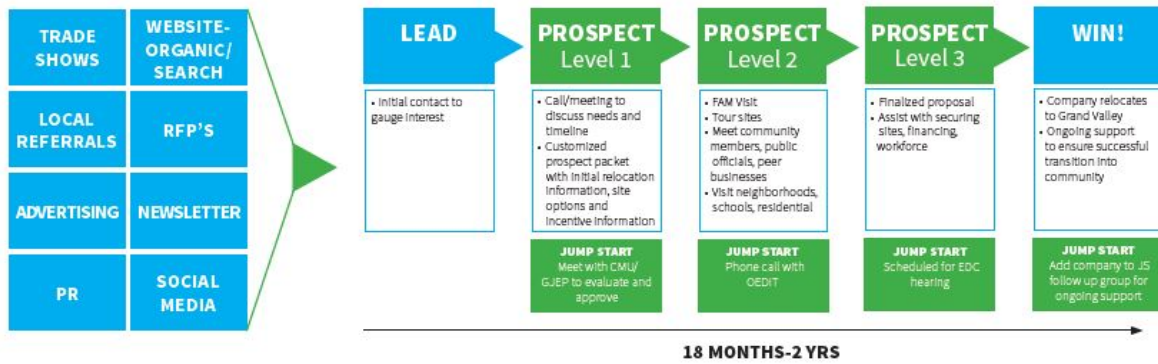 TRADE
SHOWS
WEBSITE-
ORGANIC/
SEARCH
LOCAL
REFERRALS
RFP'S
ADVERTISING
NEWSLETTER
PR
SOCIAL
MEDIA
LEAD
• Initial contact to
gauge interest
PROSPECT
Level 1
• Call/meeting to
discuss needs and
timeline
• Customized
prospect packet
with initial relocation
information, site
options and
incentive information
JUMP START
Meet with CMU/
GJEP to evaluate and
approve
PROSPECT
Level 2
• FAM Visit
• Tour sites
• Meet community
members, public
officials, peer
businesses
• Visit neighborhoods,
schools, residential
JUMP START
Phone call with
OEDIT
PROSPECT
Level 3
• Finalized proposal
• Assist with securing
sites, financing,
workforce
JUMP START
Scheduled for EDC
hearing
WIN!
• Company relocates
to Grand Valley
• Ongoing support
to ensure successful
transition into
community
JUMP START
Add company to JS
follow up group for
ongoing support
18 MONTHS-2 YRS